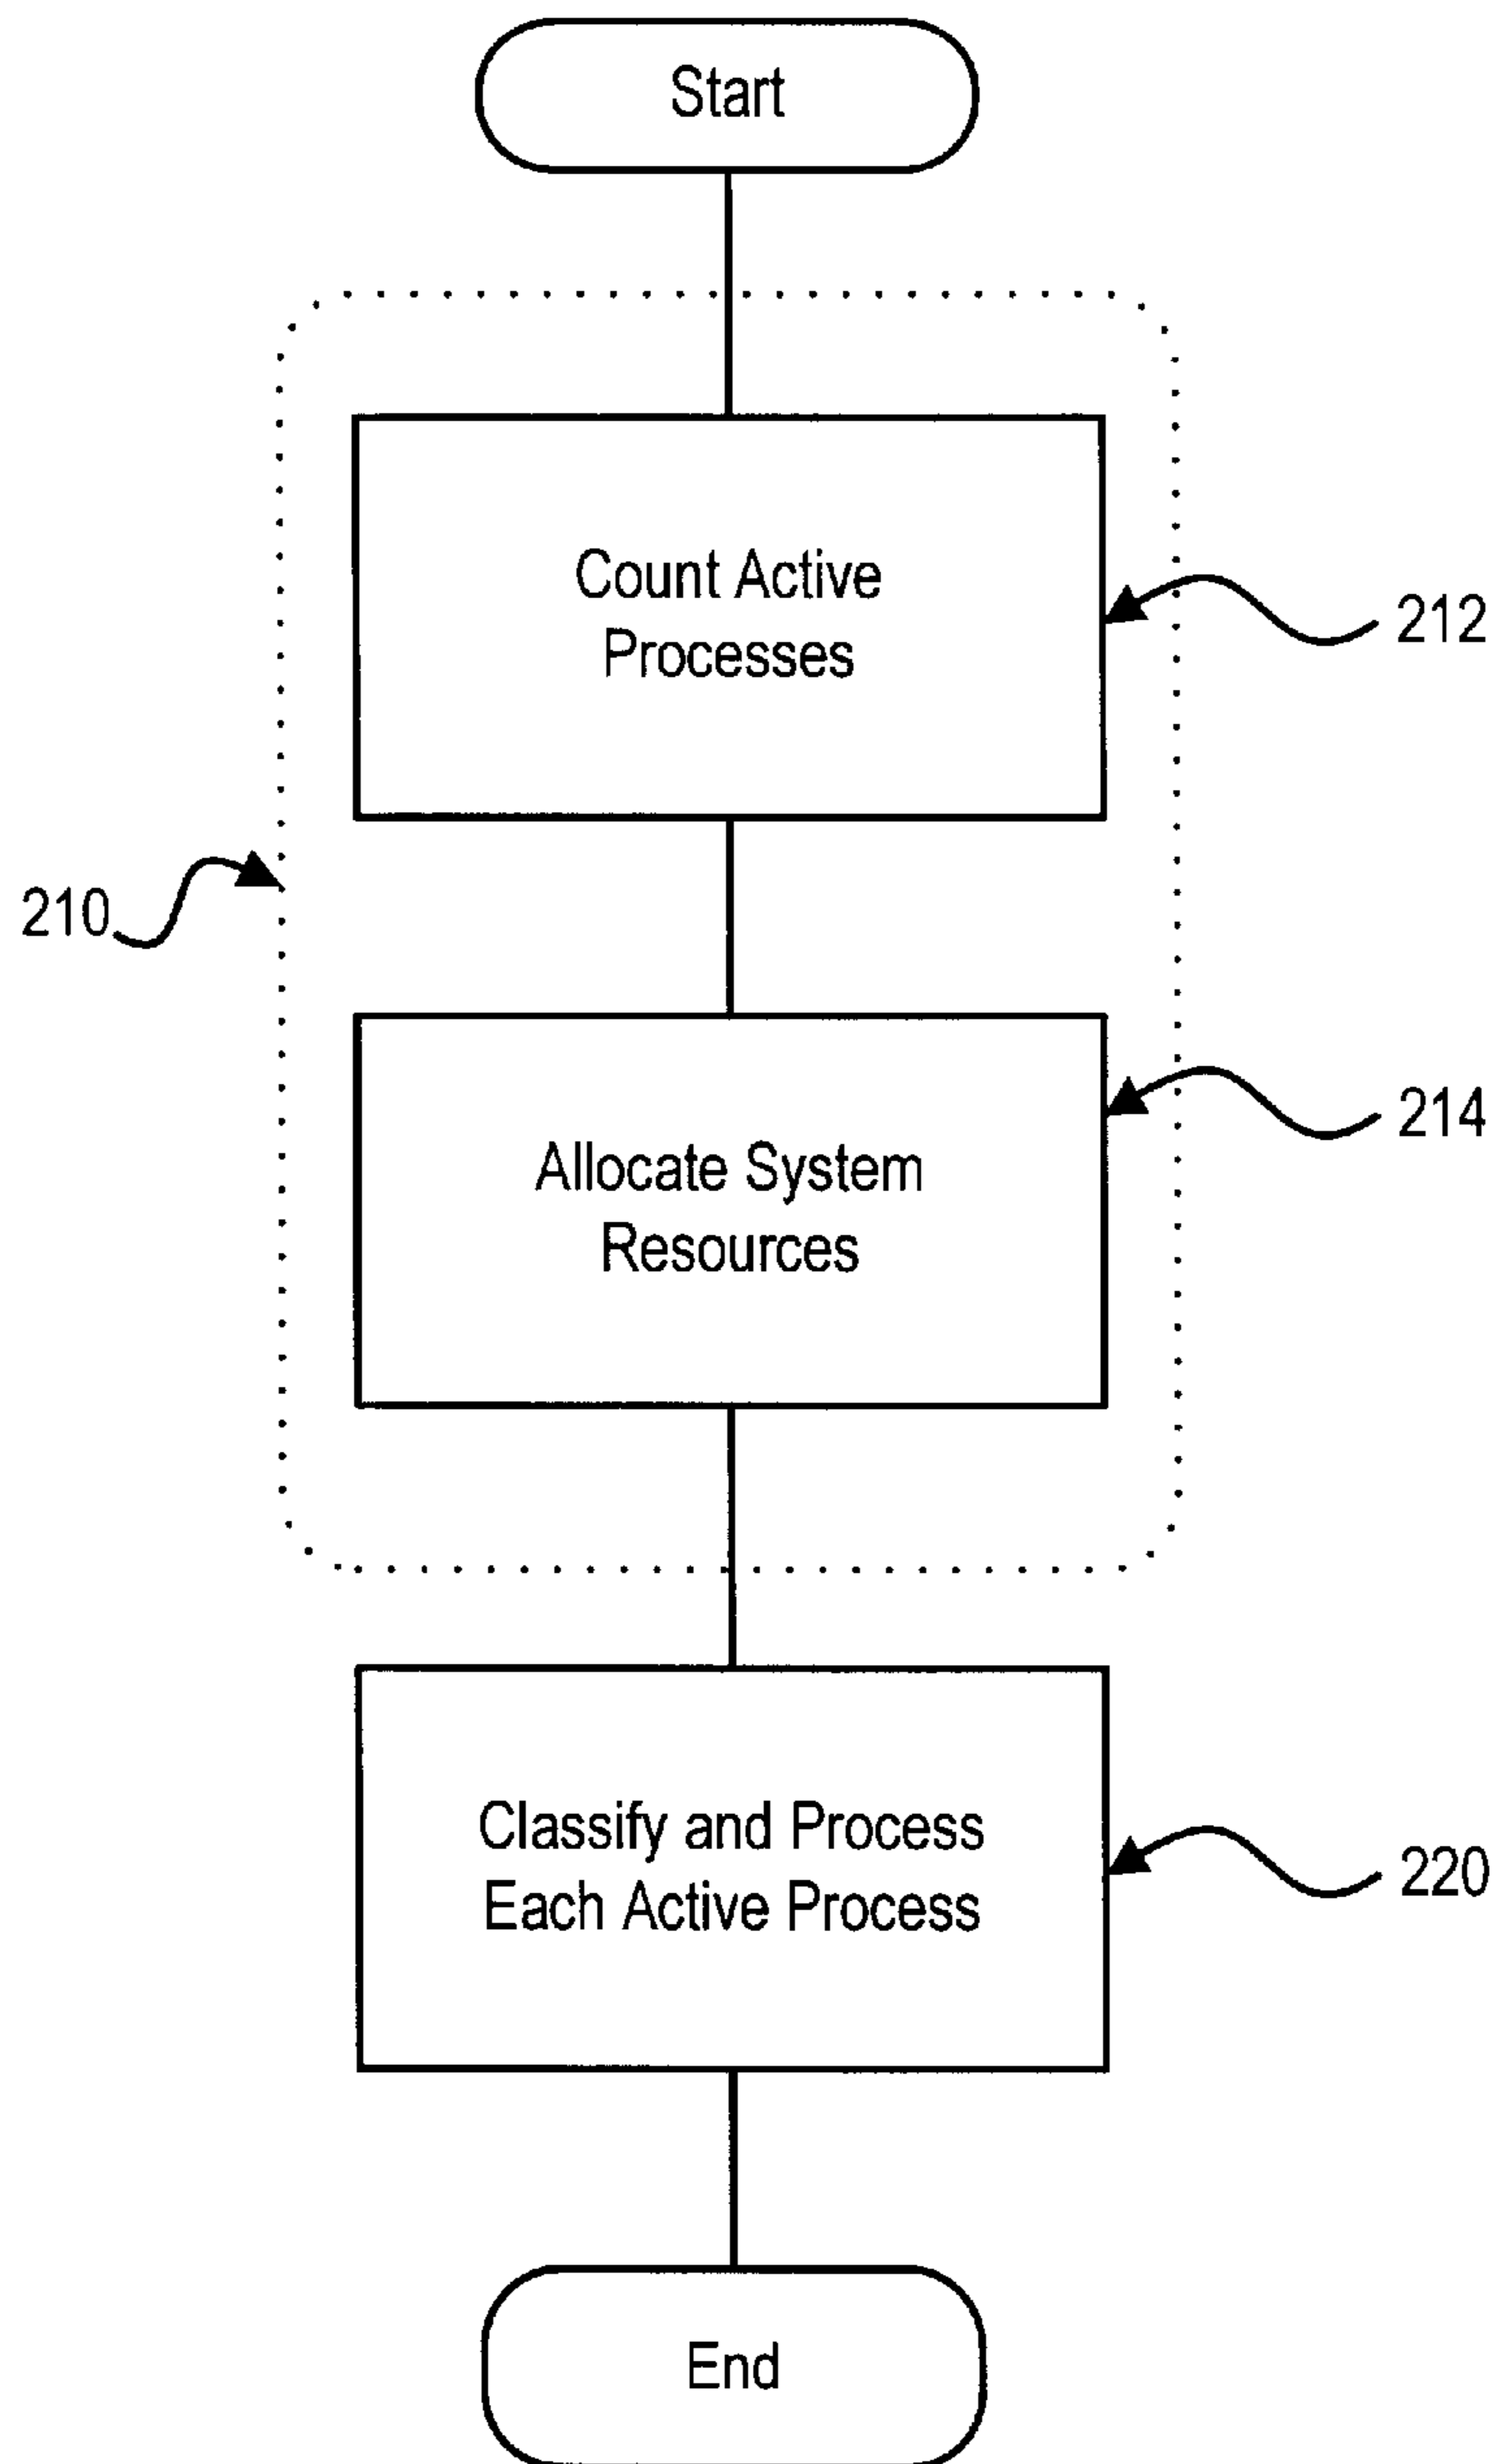 Start
Count Active
Processes
212
210
Allocate System
Resources
214
Classify and Process
Each Active Process
220
End